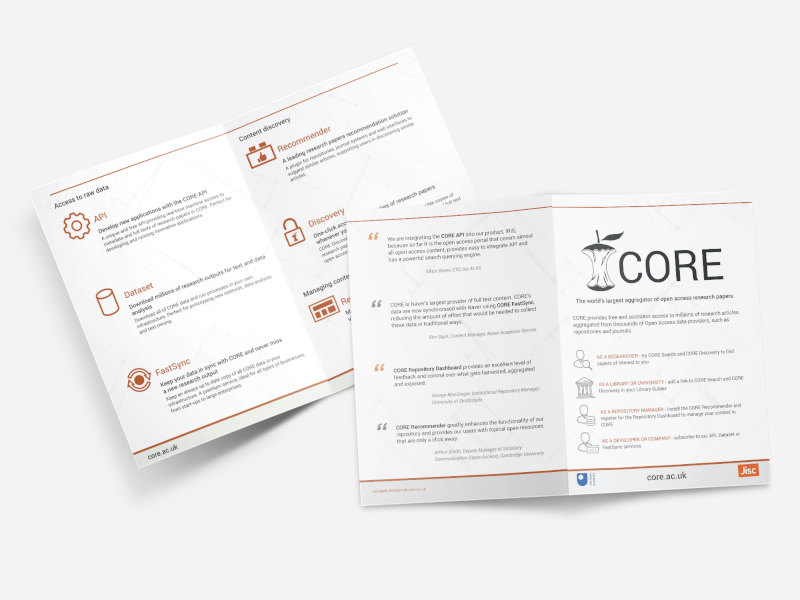 Access to raw data
API
Develop new applications with the CORE API
A unique and free API providing real-time machine access to
metadata and full texts of research papers in CORE. Perfect for
developing and running innovative applications.
Dataset
Download millions of research outputs for text and data
analysis
Download all of CORE data and run processes in your own
infrastructure. Perfect for prototyping new methods, data analysis
and text mining.
FastSync
Keep your data in sync with CORE and never miss
a new research output
Keep an always up to date copy of all CORE data in your
infrastructure. A premium service, ideal for all types of businesses,
from start-ups to large enterprises.
core.ac.uk
Content discovery
Recommender
A leading research papers recommendation solution
A plugin for repositories, journal systems and web interfaces to
suggest similar articles, supporting users in discovering similar
articles.
Discovery
One-click
whenever
Managing
We are integrating the CORE API into our product, IRIS,
because so far it is the open access portal that covers almost
all open access content, provides easy to integrate API and
has a powerful search querying engine.
Viktor Botev, CTO, Iris AI AS
CORE is Naver's largest provider of full text content. CORE's
data are now synchronised with Naver using CORE FastSync,
reducing the amount of effort that would be needed to collect
these data in traditional ways.
Content Manager, Naver Academic Service
CORE Repository Dashboard provides an excellent level of
feedback and control over what gets harvested, aggregated
and exposed.
George MacGregor, Institutional Repository Manager
University of Strathclyde
CORE Recommender greatly enhances the functionality of our
repository and provides our users with topical open resources
that are only a click away.
Arthur Smith, Deputy Manager of Scholarly
Communication (Open Access), Cambridge University
CORE
The world's largest aggregator of open access research papers
CORE provides free and seamless access to millions of research articles
aggregated from thousands of Open Access data providers, such as
repositories and journals.
AS A RESEARCHER - try CORE Search and CORE Discovery to find
papers of interest to you
AS A LIBRARY OR UNIVERSITY - add a link to CORE Search and CORE
Discovery in your Library Guides
AS A REPOSITORY MANAGER - install the CORE Recommender and
register for the Repository Dashboard to manage your content in
CORE
AS A DEVELOPER OR COMPANY - subscribe to our API, Dataset or
FastSync services
core.ac.uk
Jisc